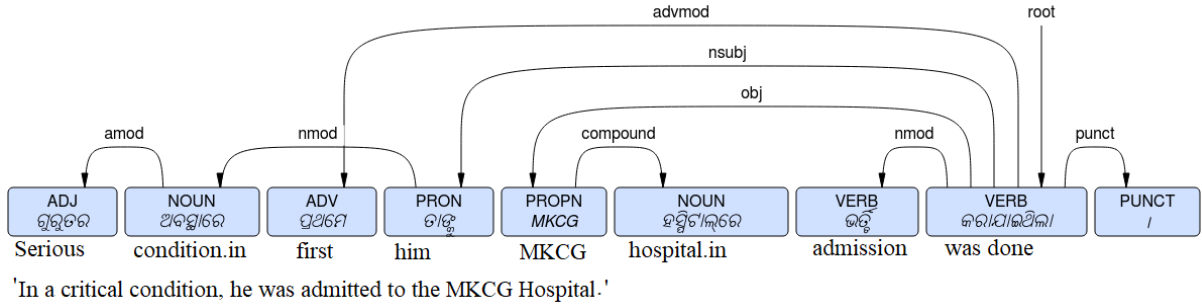 advmod root
nsubj
obj
amod nmod compound nmod punct
ADJ NOUN ADV PRON PROPN NOUN VERB VERB PUNCT
ଗୁରୁତର ଅବସ୍ଥାରେ ପ୍ରଥମେ ତାଙ୍କୁ MKCG ହସ୍ପିଟାଲ୍‌ରେ ଭର୍ତ୍ତି କରାଯାଇଥିଲା ।
Serious condition.in first him MKCG hospital.in admission was done
'In a critical condition, he was admitted to the MKCG Hospital.'